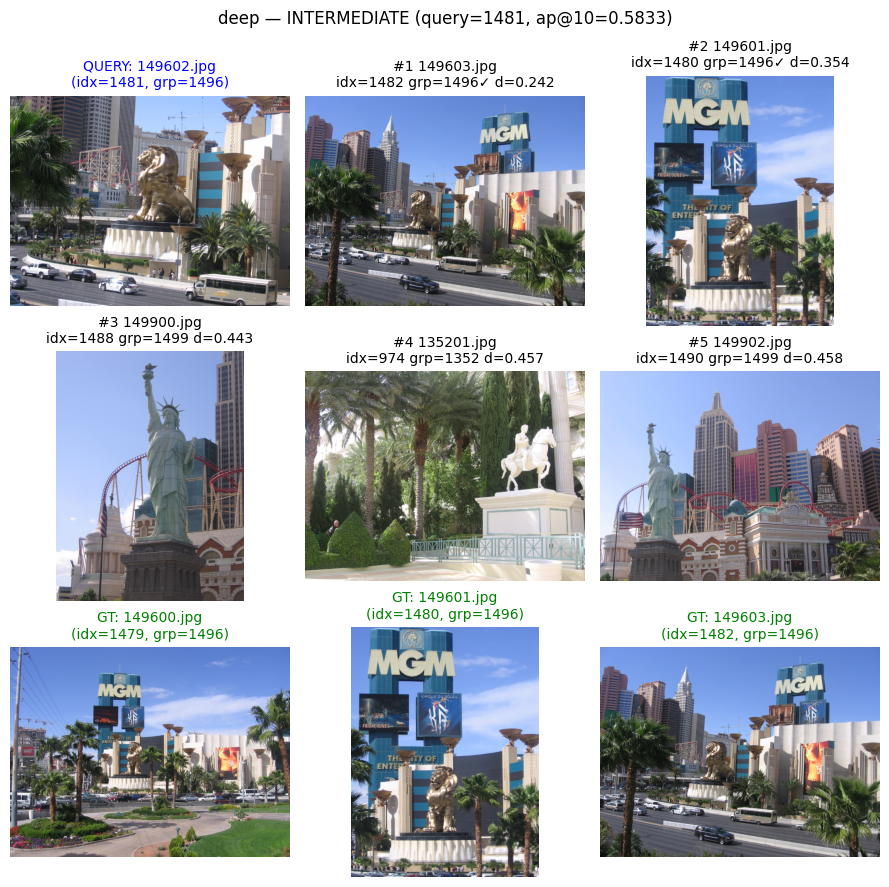 deep — INTERMEDIATE (query=1481, ap@10=0.5833)
QUERY: 149602.jpg
(idx=1481, grp=1496)
#1 149603.jpg
idx=1482 grp=1496✓ d=0.242
#2 149601.jpg
idx=1480 grp=1496✓ d=0.354
MGM
MGM
THE CITY OF
#3 149900.jpg
idx=1488 grp=1499 d=0.443
#4 135201.jpg
idx=974 grp=1352 d=0.457
#5 149902.jpg
idx=1490 grp=1499 d=0.458
GT: 149600.jpg
(idx=1479, grp=1496)
GT: 149601.jpg
(idx=1480, grp=1496)
GT: 149603.jpg
(idx=1482, grp=1496)
MGM
MGM
MGM